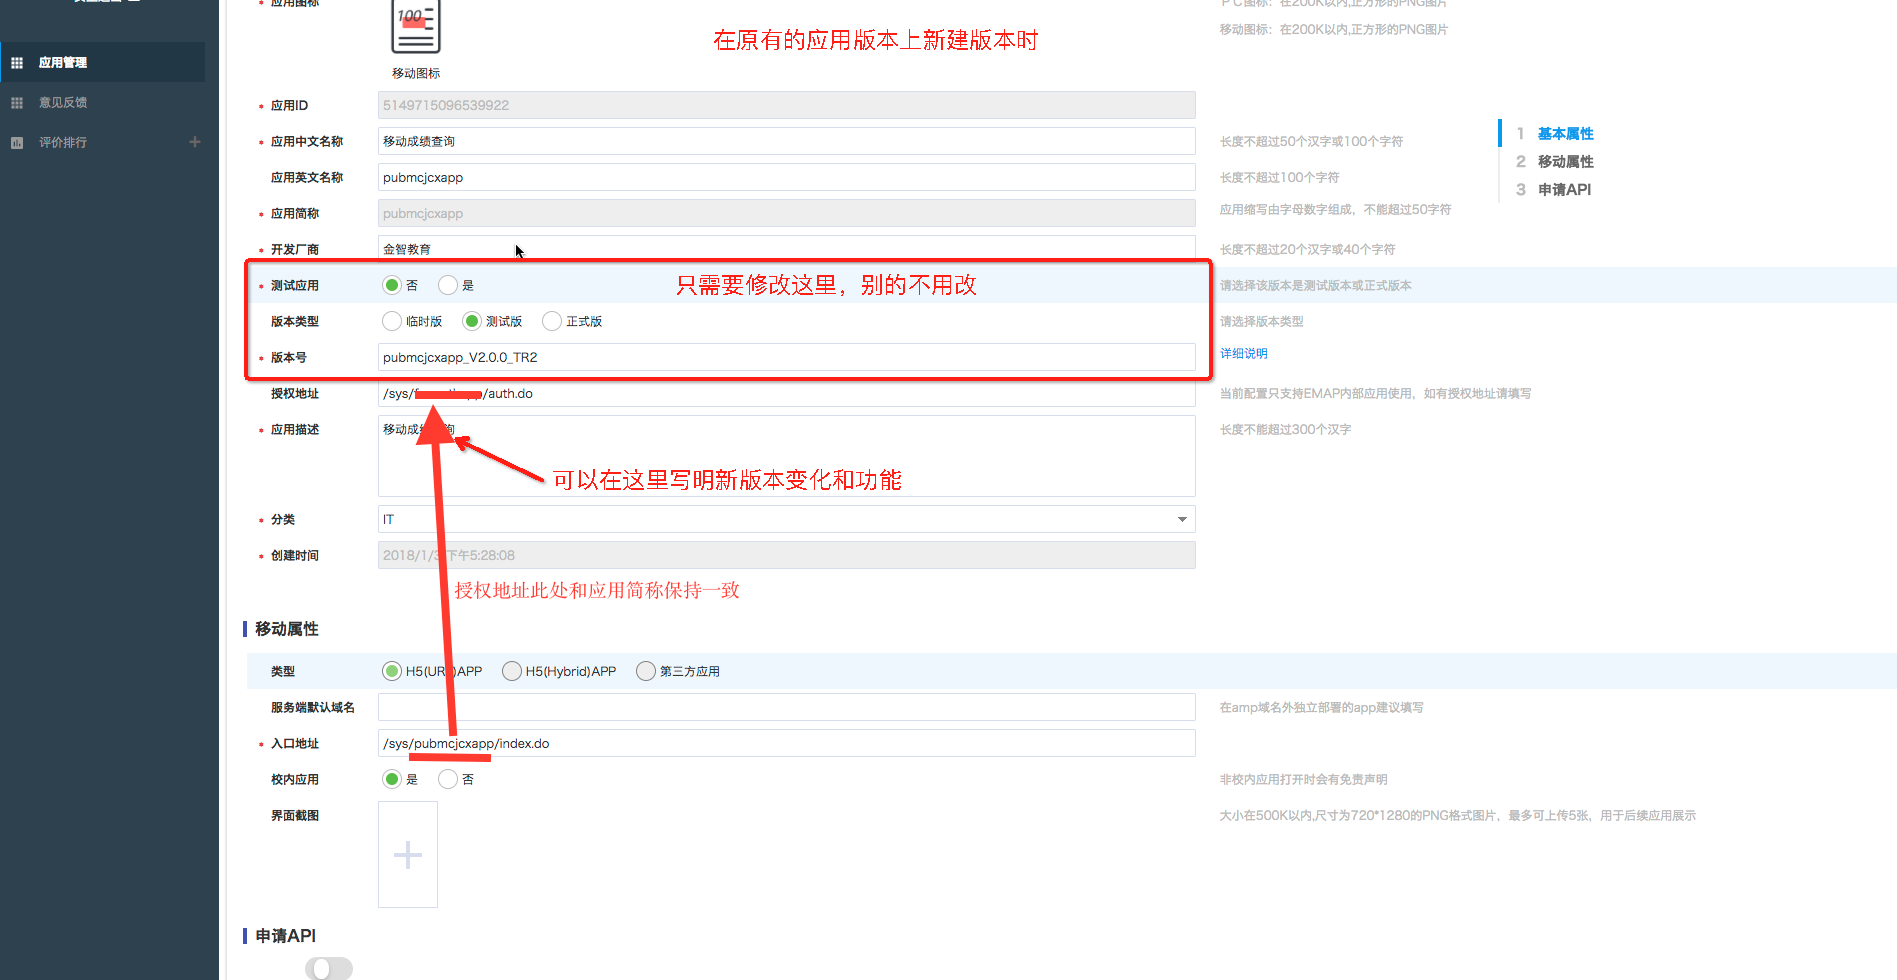 应用图标
100
移动图标
PC图标：在200K以内,正方形的PNG图片
移动图标：在200K以内,正方形的PNG图片
在原有的应用版本上新建版本时
应用管理
意见反馈
评价排行
* 应用ID
5149715096539922
* 应用中文名称
移动成绩查询
长度不超过50个汉字或100个字符
应用英文名称
pubmcjcxapp
长度不超过100个字符
* 应用简称
pubmcjcxapp
应用缩写由字母数字组成，不能超过50字符
* 开发厂商
金智教育
长度不超过20个汉字或40个字符
1 基本属性
2 移动属性
3 申请API
* 测试应用
否 是
只需要修改这里，别的不用改
请选择该版本是测试版本或正式版本
版本类型
临时版 测试版 正式版
请选择版本类型
* 版本号
pubmcjcxapp_V2.0.0_TR2
详细说明
授权地址
/sys/ /auth.do
当前配置只支持EMAP内部应用使用，如有授权地址请填写
* 应用描述
移动成 询
长度不能超过300个汉字
可以在这里写明新版本变化和功能
* 分类
IT
* 创建时间
2018/1/3 下午5:28:08
授权地址此处和应用简称保持一致
移动属性
类型
H5(URL)APP H5(Hybrid)APP 第三方应用
服务端默认域名
在amp域名外独立部署的app建议填写
* 入口地址
/sys/pubmcjcxapp/index.do
校内应用
是 否
非校内应用打开时会有免责声明
界面截图
大小在500K以内,尺寸为720*1280的PNG格式图片，最多可上传5张，用于后续应用展示
申请API